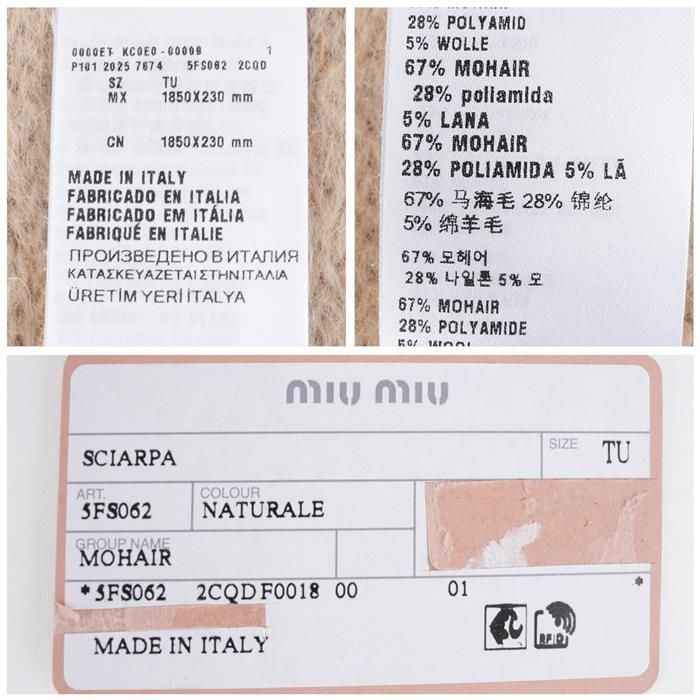 0000ET KC0E0-00009 1
P101 2025 7674 5FS062 2CQD
SZ TU
MX 1850X230 mm
CN 1850X230 mm
MADE IN ITALY
FABRICADO EN ITALIA
FABRICADO EM ITÁLIA
FABRIQUÉ EN ITALIE
ПРОИЗВЕДЕНО В ИТАЛИЯ
ΚΑΤΑΣΚΕΥΑΖΕΤΑΙ ΣΤΗΝ ΙΤΑΛΙΑ
ÜRETİM YERİ İTALYA
28% POLYAMID
5% WOLLE
67% MOHAIR
28% poliamida
5% LANA
67% MOHAIR
28% POLIAMIDA 5% LÃ
67% 马海毛 28% 锦纶
5% 绵羊毛
67% 모헤어
28% 나일론 5% 모
67% MOHAIR
28% POLYAMIDE
5% WOOL
miu miu
SCIARPA
SIZE TU
ART.
5FS062
COLOUR
NATURALE
GROUP NAME
MOHAIR
*5FS062 2CQD F0018 00 01 *
MADE IN ITALY
RFID